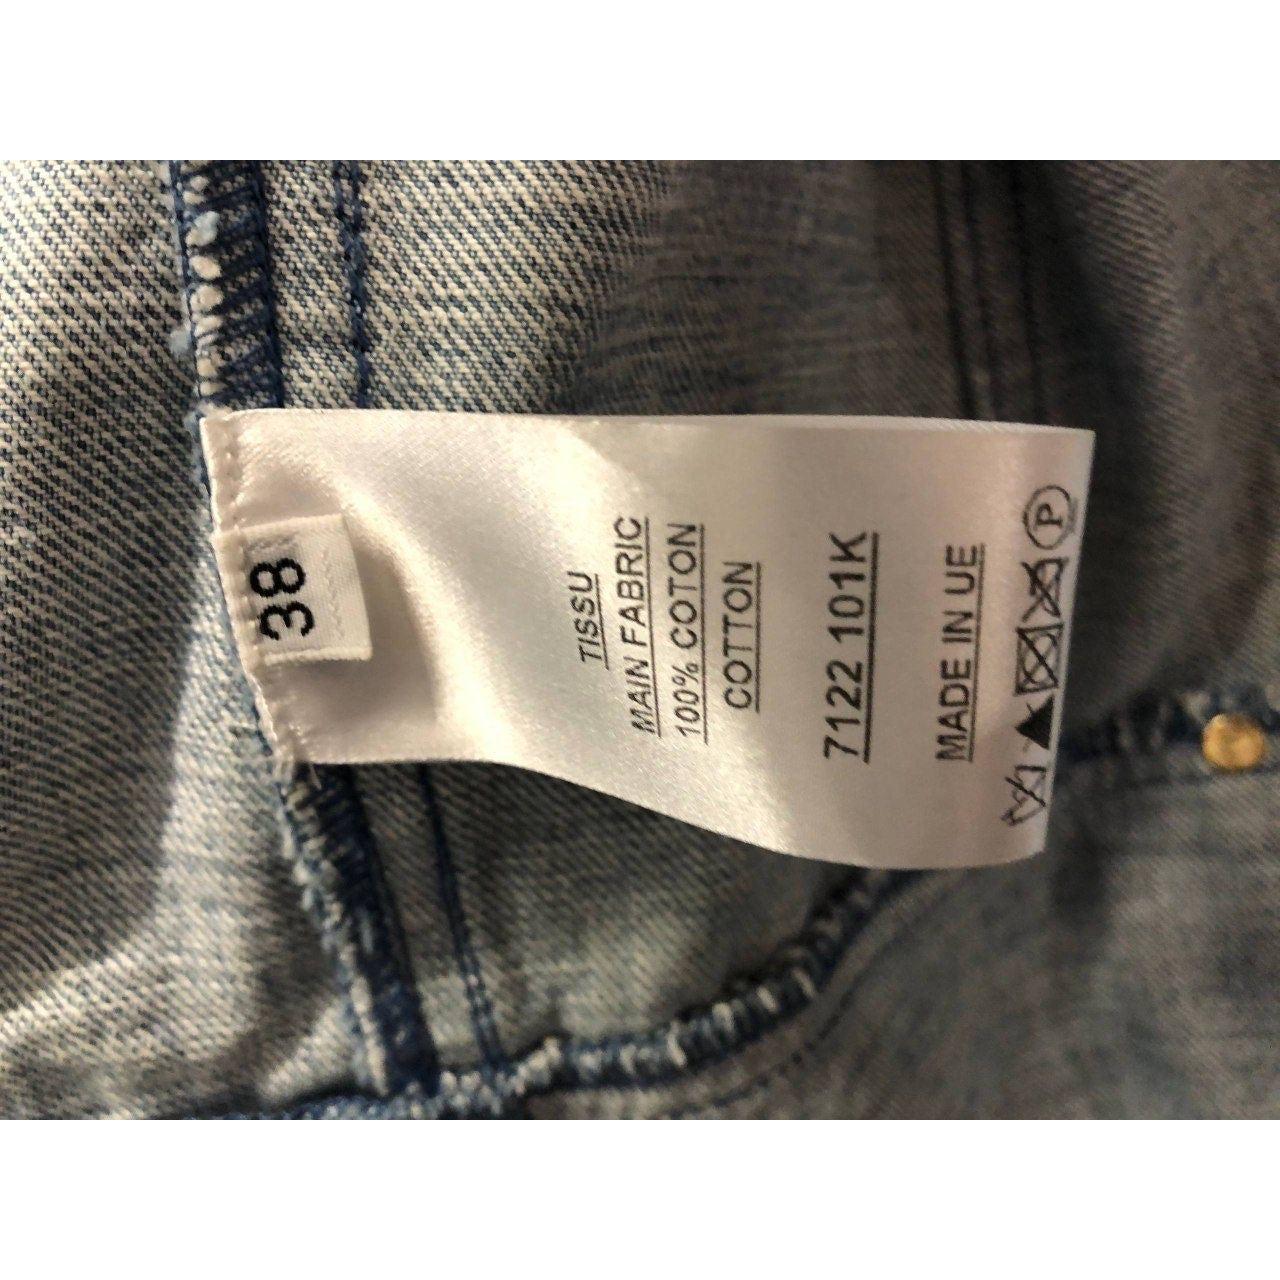 38
TISSU
MAIN FABRIC
100% COTON
COTTON
7122 101K
MADE IN UE
P